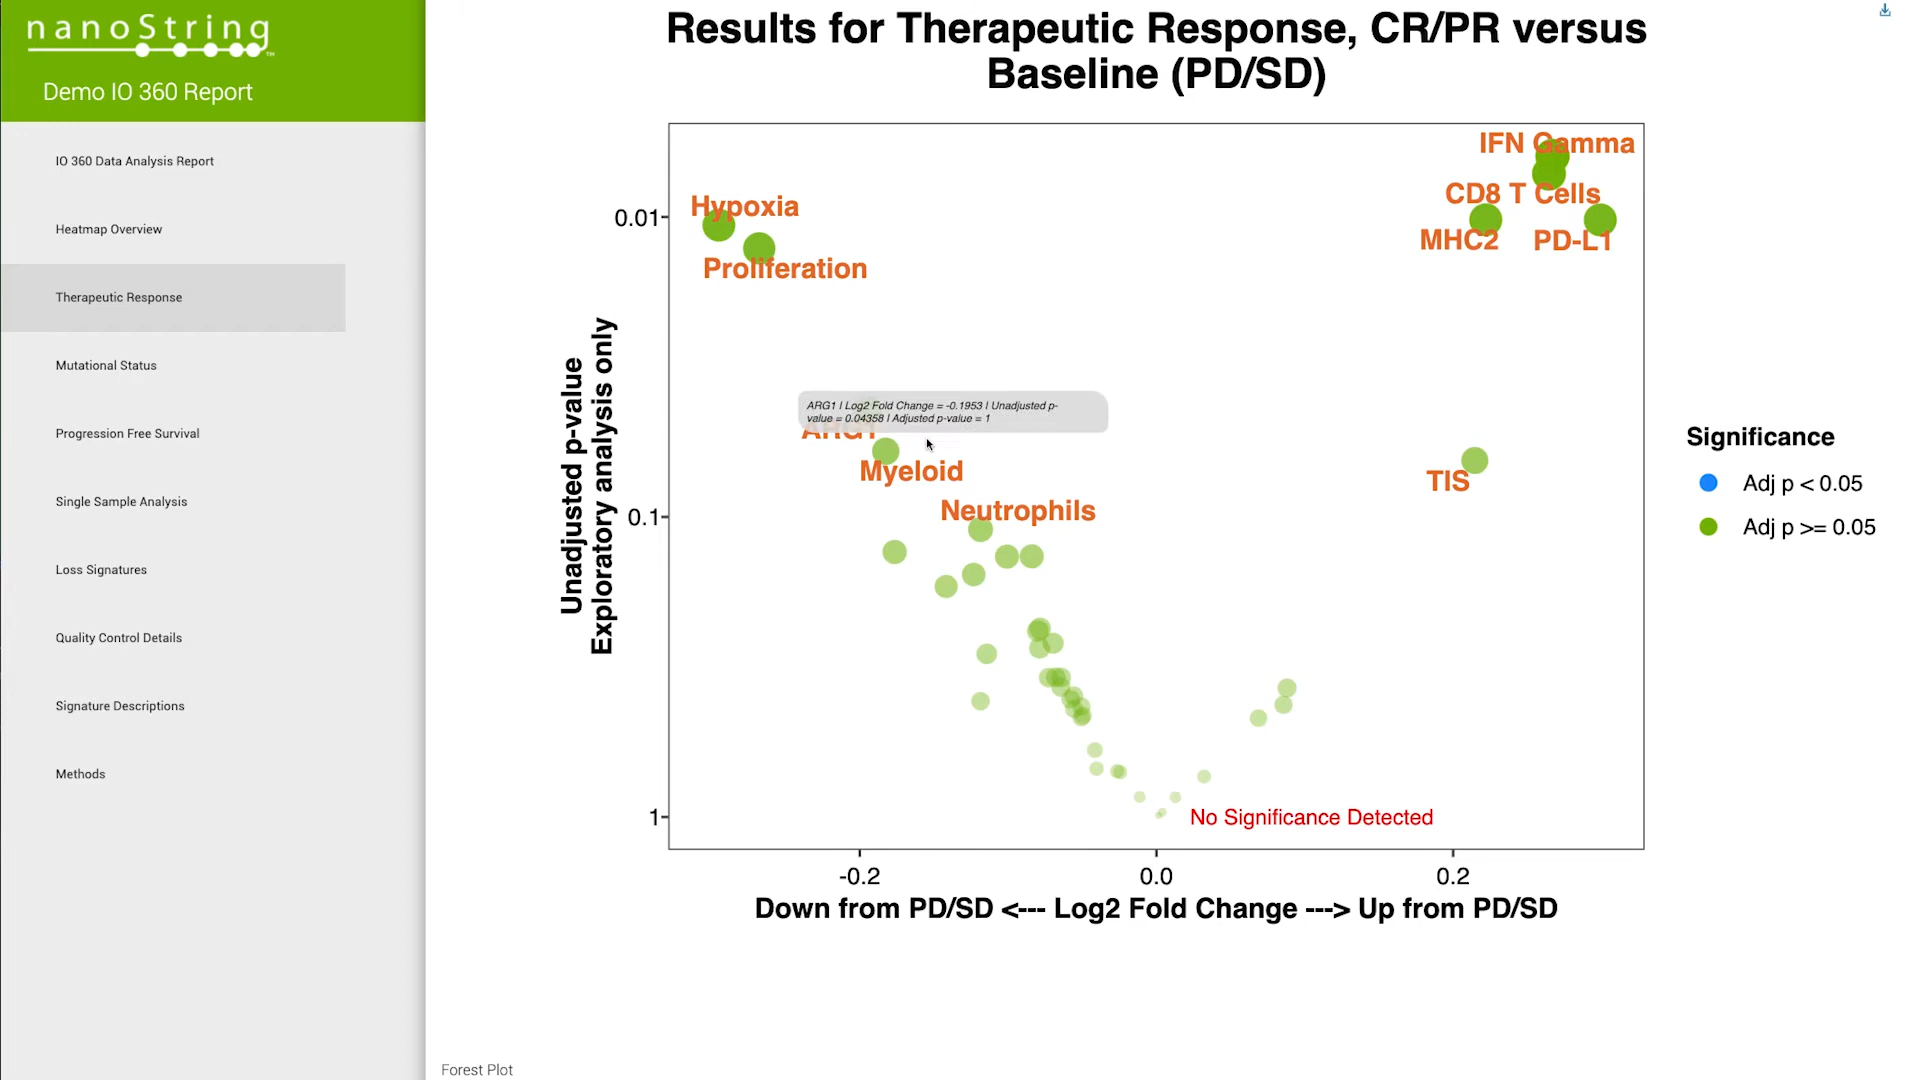 nanoString
Demo IO 360 Report
IO 360 Data Analysis Report
Heatmap Overview
Therapeutic Response
Mutational Status
Progression Free Survival
Single Sample Analysis
Loss Signatures
Quality Control Details
Signature Descriptions
Methods
Results for Therapeutic Response, CR/PR versus
Baseline (PD/SD)
Unadjusted p-value
Exploratory analysis only
0.01
0.1
1
IFN Gamma
CD8 T Cells
MHC2
PD-L1
Hypoxia
Proliferation
ARG1 | Log2 Fold Change = -0.1953 | Unadjusted p-
value = 0.04358 | Adjusted p-value = 1
ARG1
Myeloid
Neutrophils
TIS
No Significance Detected
-0.2
0.0
0.2
Down from PD/SD <--- Log2 Fold Change ---> Up from PD/SD
Significance
Adj p < 0.05
Adj p >= 0.05
Forest Plot